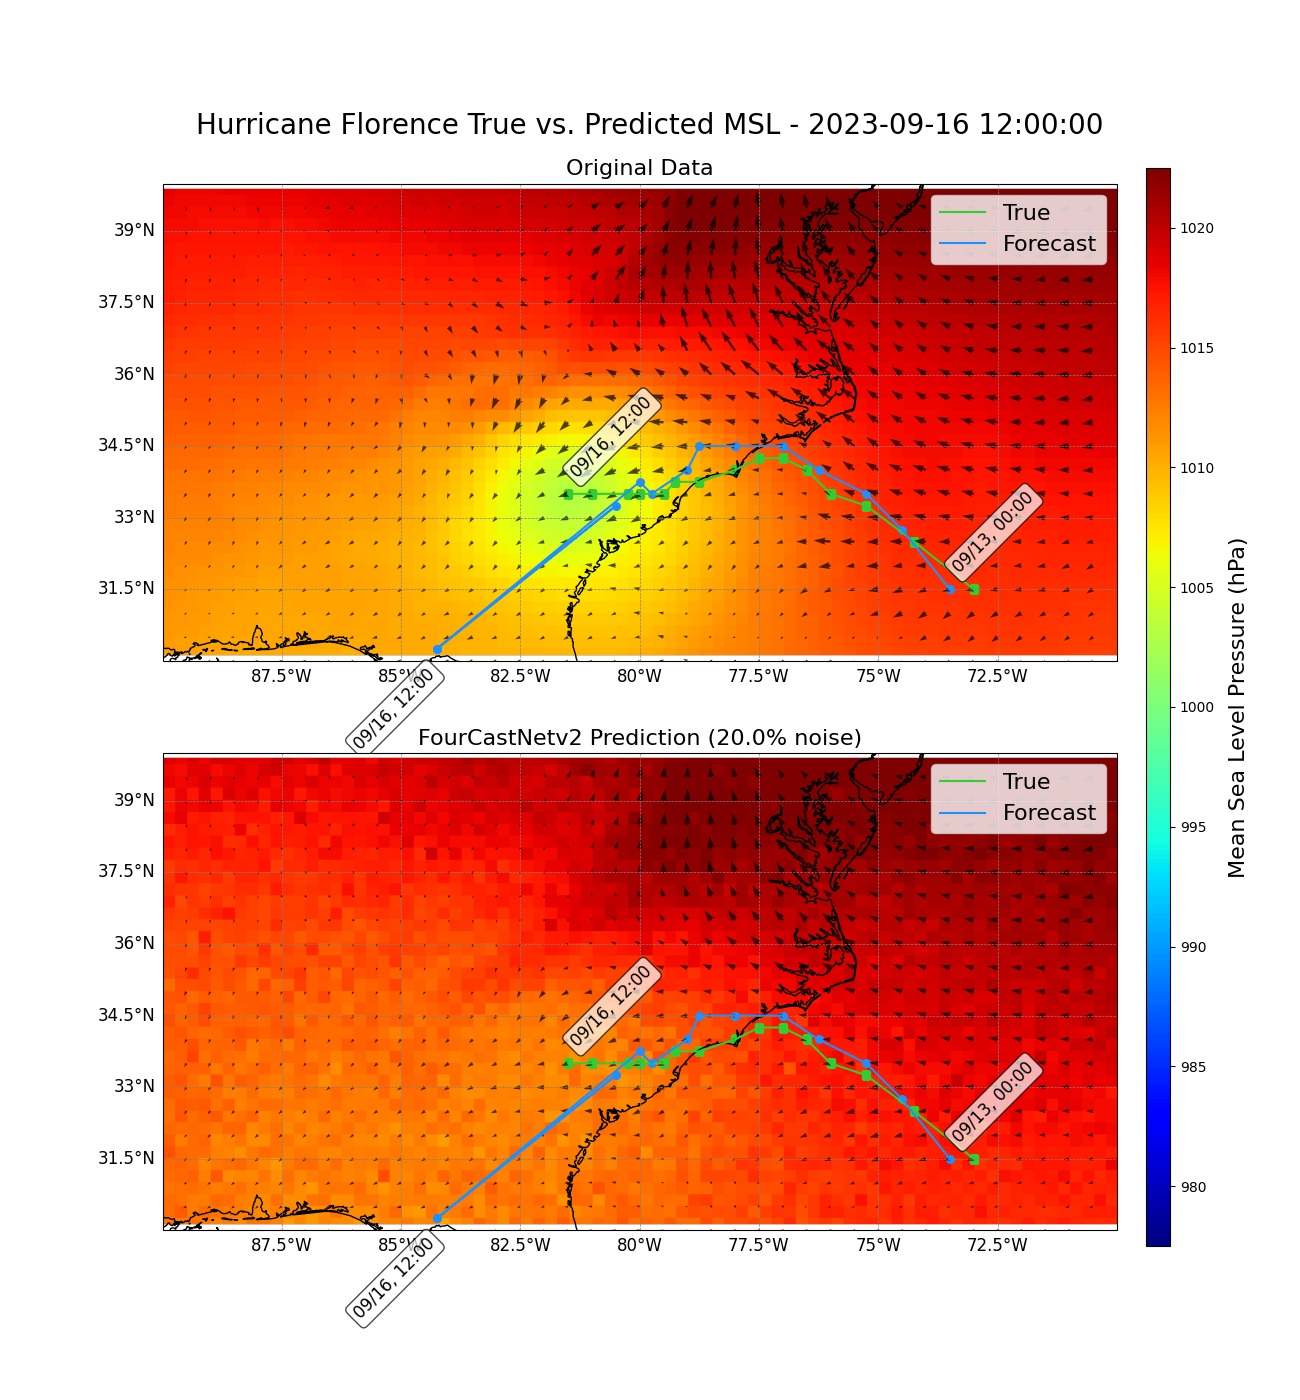 Hurricane Florence True vs. Predicted MSL - 2023-09-16 12:00:00
Original Data
True
Forecast
39°N
37.5°N
36°N
34.5°N
33°N
31.5°N
09/16, 12:00
09/13, 00:00
09/16, 12:00
87.5°W
85°W
82.5°W
80°W
77.5°W
75°W
72.5°W
FourCastNetv2 Prediction (20.0% noise)
True
Forecast
39°N
37.5°N
36°N
34.5°N
33°N
31.5°N
09/16, 12:00
09/13, 00:00
09/16, 12:00
87.5°W
85°W
82.5°W
80°W
77.5°W
75°W
72.5°W
1020
1015
1010
1005
1000
995
990
985
980
Mean Sea Level Pressure (hPa)